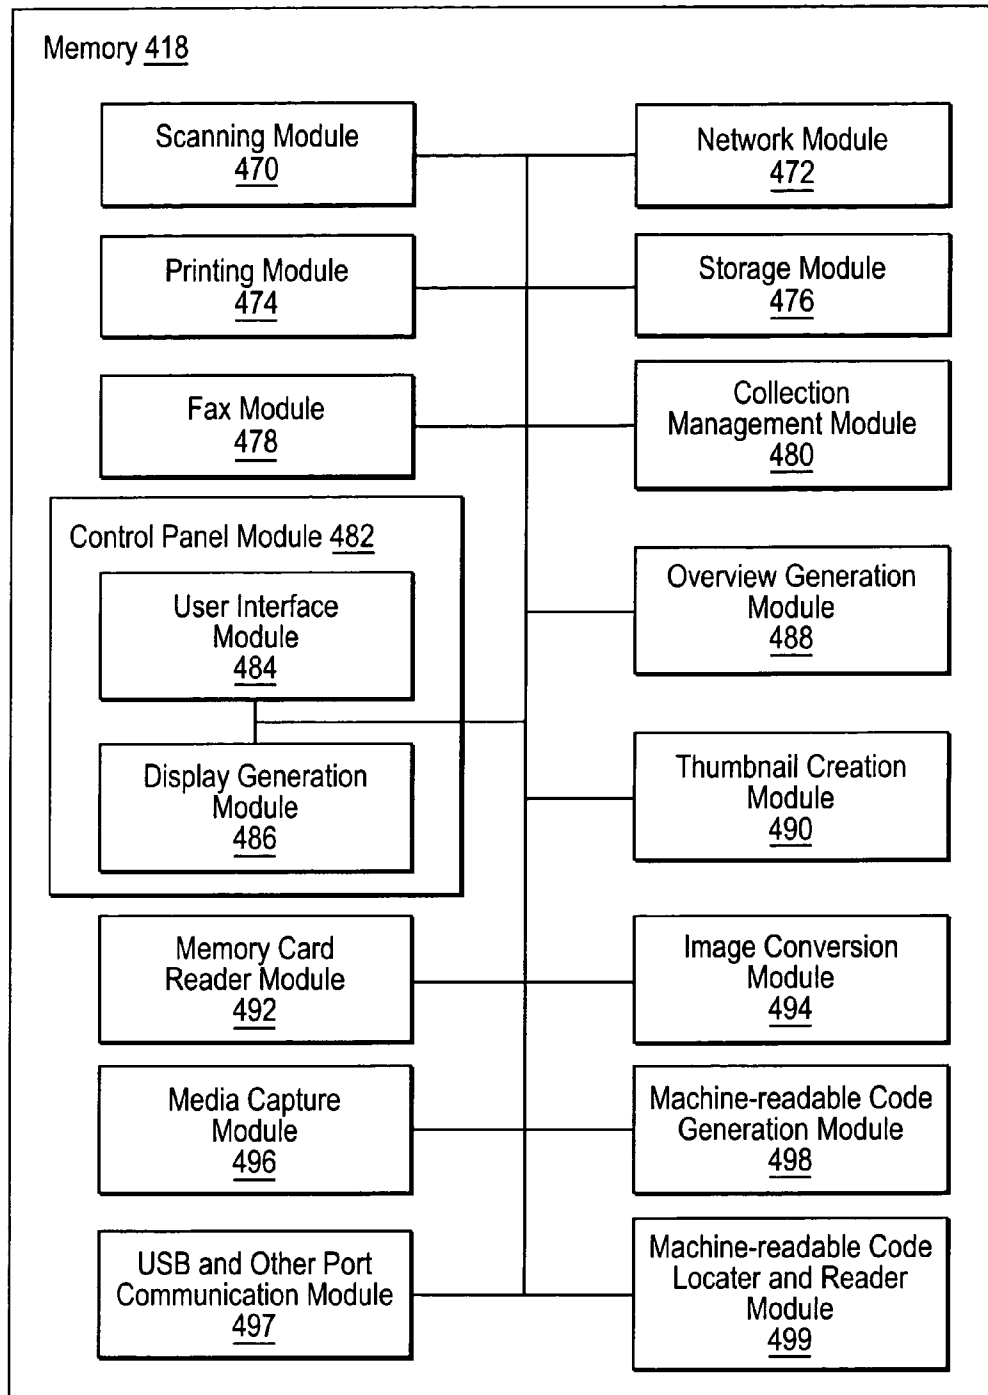 Memory 418
Scanning Module
470
Network Module
472
Printing Module
474
Storage Module
476
Fax Module
478
Collection
Management Module
480
Control Panel Module 482
User Interface
Module
484
Overview Generation
Module
488
Display Generation
Module
486
Thumbnail Creation
Module
490
Memory Card
Reader Module
492
Image Conversion
Module
494
Media Capture
Module
496
Machine-readable Code
Generation Module
498
USB and Other Port
Communication Module
497
Machine-readable Code
Locater and Reader
Module
499